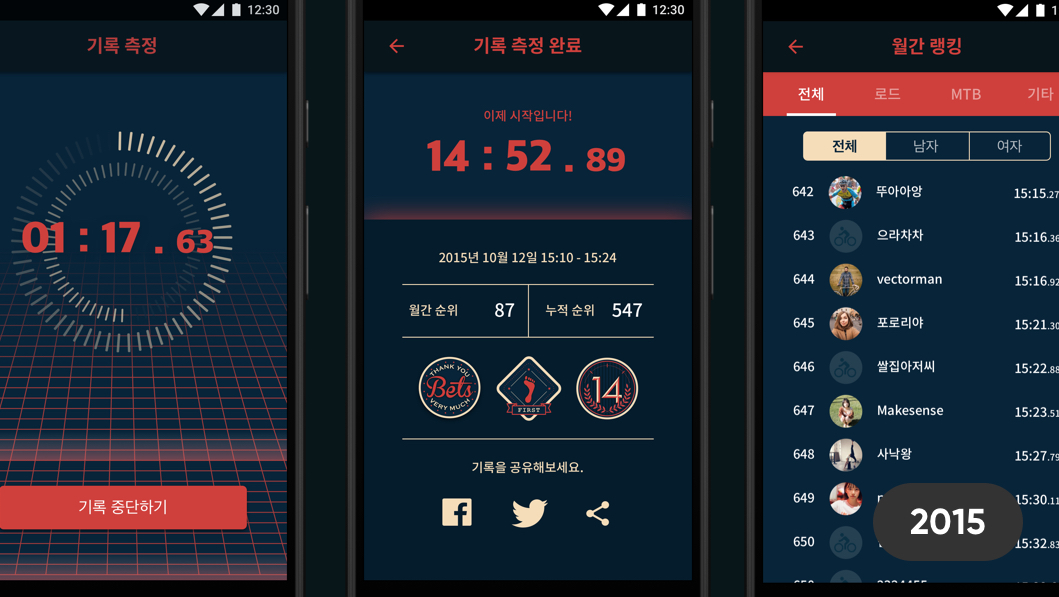 12:30
기록 측정
01 : 17 . 63
기록 중단하기
12:30
기록 측정 완료
이제 시작입니다!
14 : 52 . 89
2015년 10월 12일 15:10 - 15:24
월간 순위 87 누적 순위 547
THANK YOU
Bets
VERY MUCH
FIRST
14
기록을 공유해보세요.
월간 랭킹
전체 로드 MTB 기타
전체 남자 여자
642 뚜아아앙 15:15.27
643 으라차차 15:16.36
644 vectorman 15:16.92
645 포로리야 15:21.30
646 쌀집아저씨 15:22.88
647 Makesense 15:23.51
648 사낙왕 15:27.79
649 15:30.11
650 15:32.83
2015